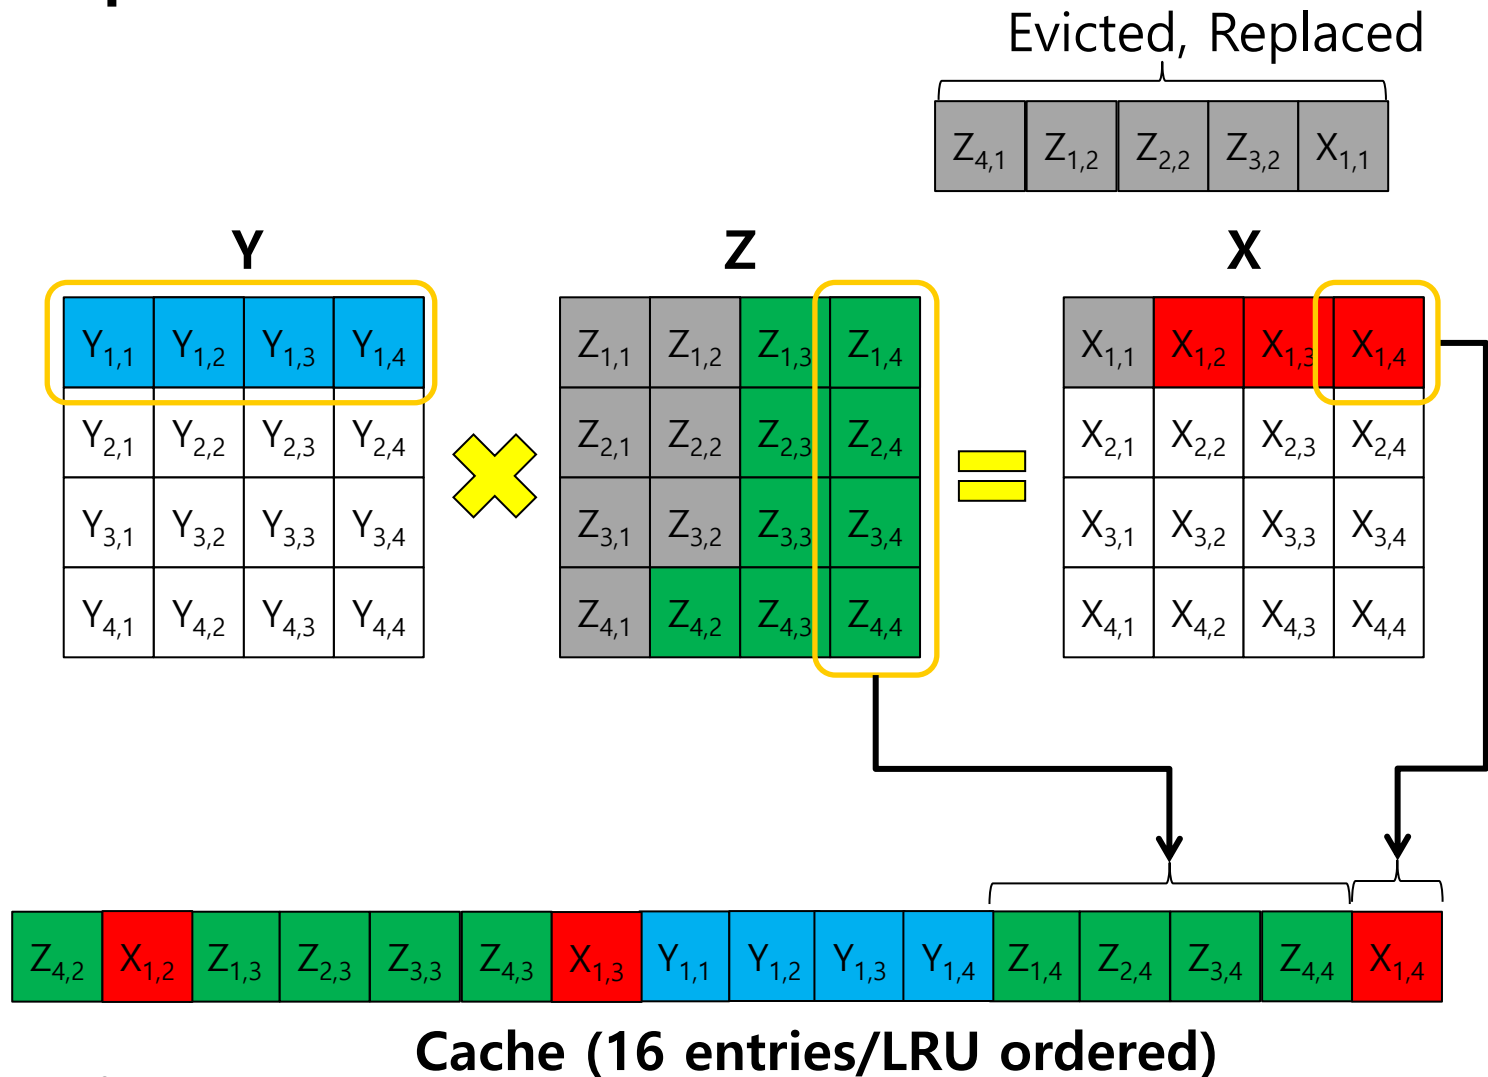 Evicted, Replaced
Z4,1 Z1,2 Z2,2 Z3,2 X1,1
Y Z X
Y1,1 Y1,2 Y1,3 Y1,4 Z1,1 Z1,2 Z1,3 Z1,4 X1,1 X1,2 X1,3 X1,4
Y2,1 Y2,2 Y2,3 Y2,4 Z2,1 Z2,2 Z2,3 Z2,4 X2,1 X2,2 X2,3 X2,4
Y3,1 Y3,2 Y3,3 Y3,4 Z3,1 Z3,2 Z3,3 Z3,4 X3,1 X3,2 X3,3 X3,4
Y4,1 Y4,2 Y4,3 Y4,4 Z4,1 Z4,2 Z4,3 Z4,4 X4,1 X4,2 X4,3 X4,4
Z4,2 X1,2 Z1,3 Z2,3 Z3,3 Z4,3 X1,3 Y1,1 Y1,2 Y1,3 Y1,4 Z1,4 Z2,4 Z3,4 Z4,4 X1,4
Cache (16 entries/LRU ordered)